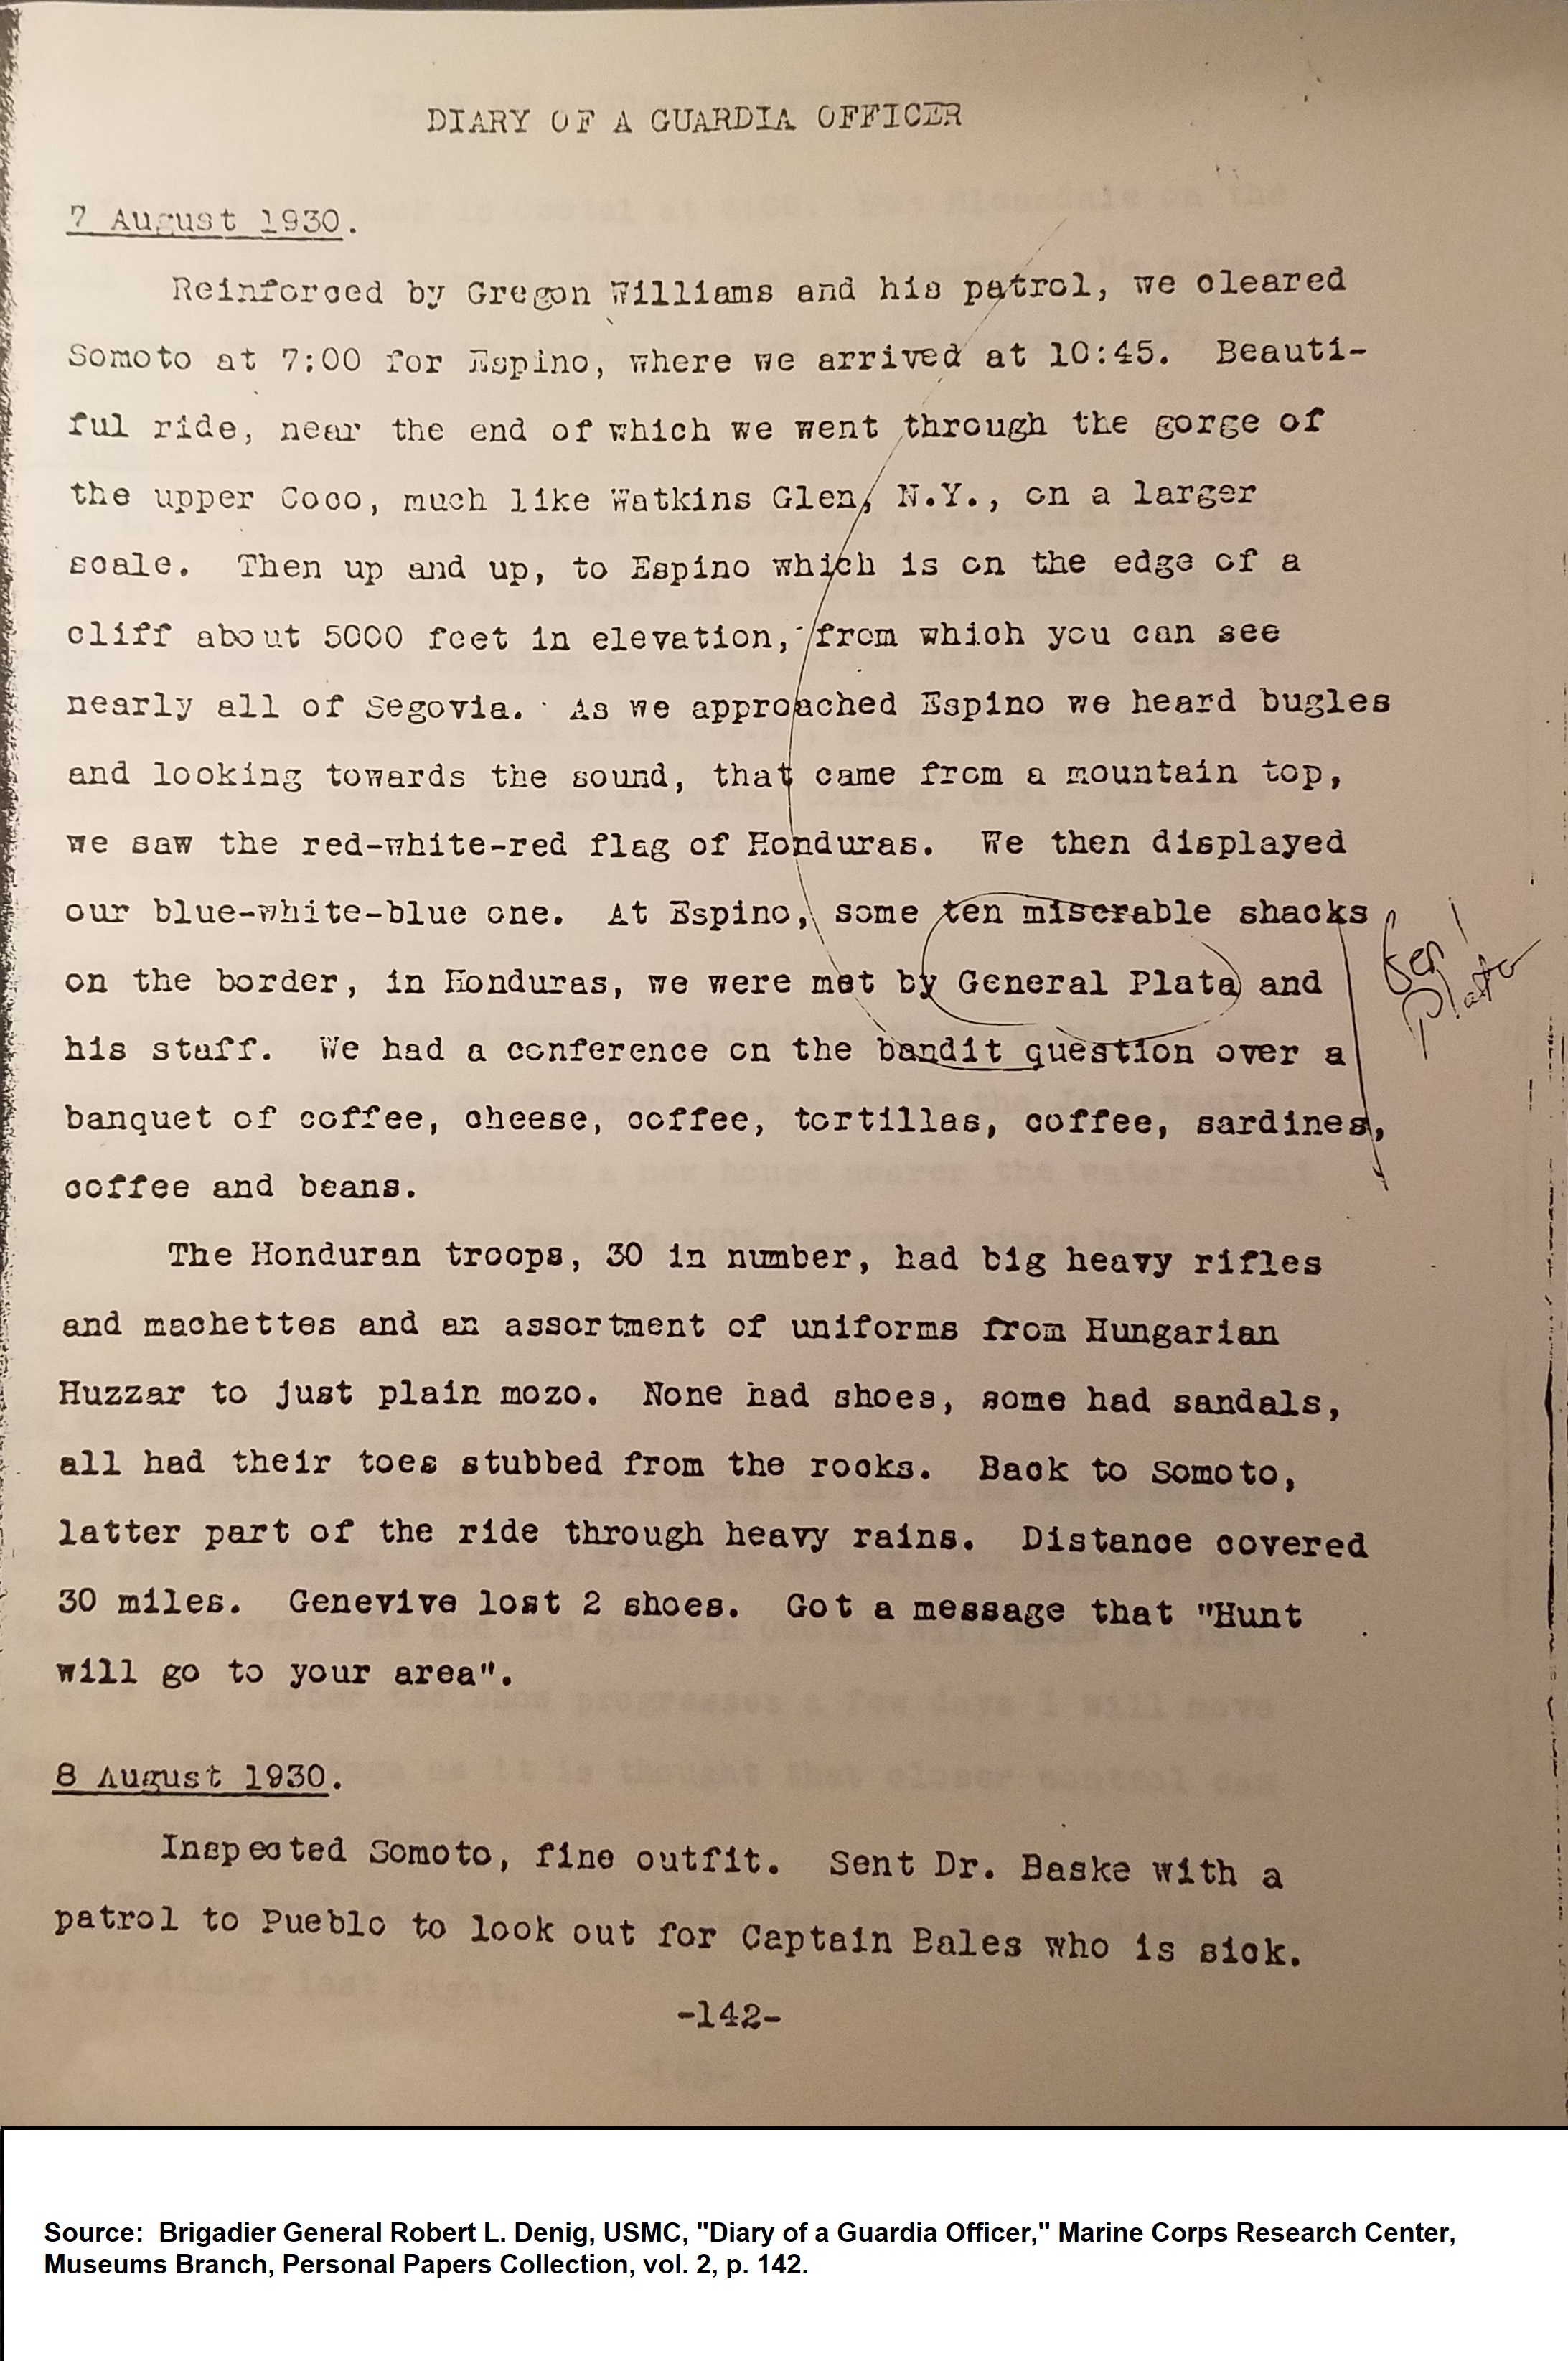 DIARY OF A GUARDIA OFFICER
7 August 1930.
Reinforced by Gregon Williams and his patrol, we cleared
Somoto at 7:00 for Espino, where we arrived at 10:45. Beauti-
ful ride, near the end of which we went through the gorge of
the upper Coco, much like Watkins Glen, N.Y., on a larger
scale. Then up and up, to Espino which is on the edge of a
cliff about 5000 feet in elevation, from which you can see
nearly all of Segovia. As we approached Espino we heard bugles
and looking towards the sound, that came from a mountain top,
we saw the red-white-red flag of Honduras. We then displayed
our blue-white-blue one. At Espino, some ten miserable shacks
on the border, in Honduras, we were met by General Plata and
Gen Plata
his staff. We had a conference on the bandit question over a
banquet of coffee, cheese, coffee, tortillas, coffee, sardines,
coffee and beans.
The Honduran troops, 30 in number, had big heavy rifles
and machettes and an assortment of uniforms from Hungarian
Huzzar to just plain mozo. None had shoes, some had sandals,
all had their toes stubbed from the rocks. Back to Somoto,
latter part of the ride through heavy rains. Distance covered
30 miles. Genevive lost 2 shoes. Got a message that "Hunt
will go to your area".
8 August 1930.
Inspected Somoto, fine outfit. Sent Dr. Baske with a
patrol to Pueblo to look out for Captain Bales who is sick.
-142-
Source: Brigadier General Robert L. Denig, USMC, "Diary of a Guardia Officer," Marine Corps Research Center,
Museums Branch, Personal Papers Collection, vol. 2, p. 142.